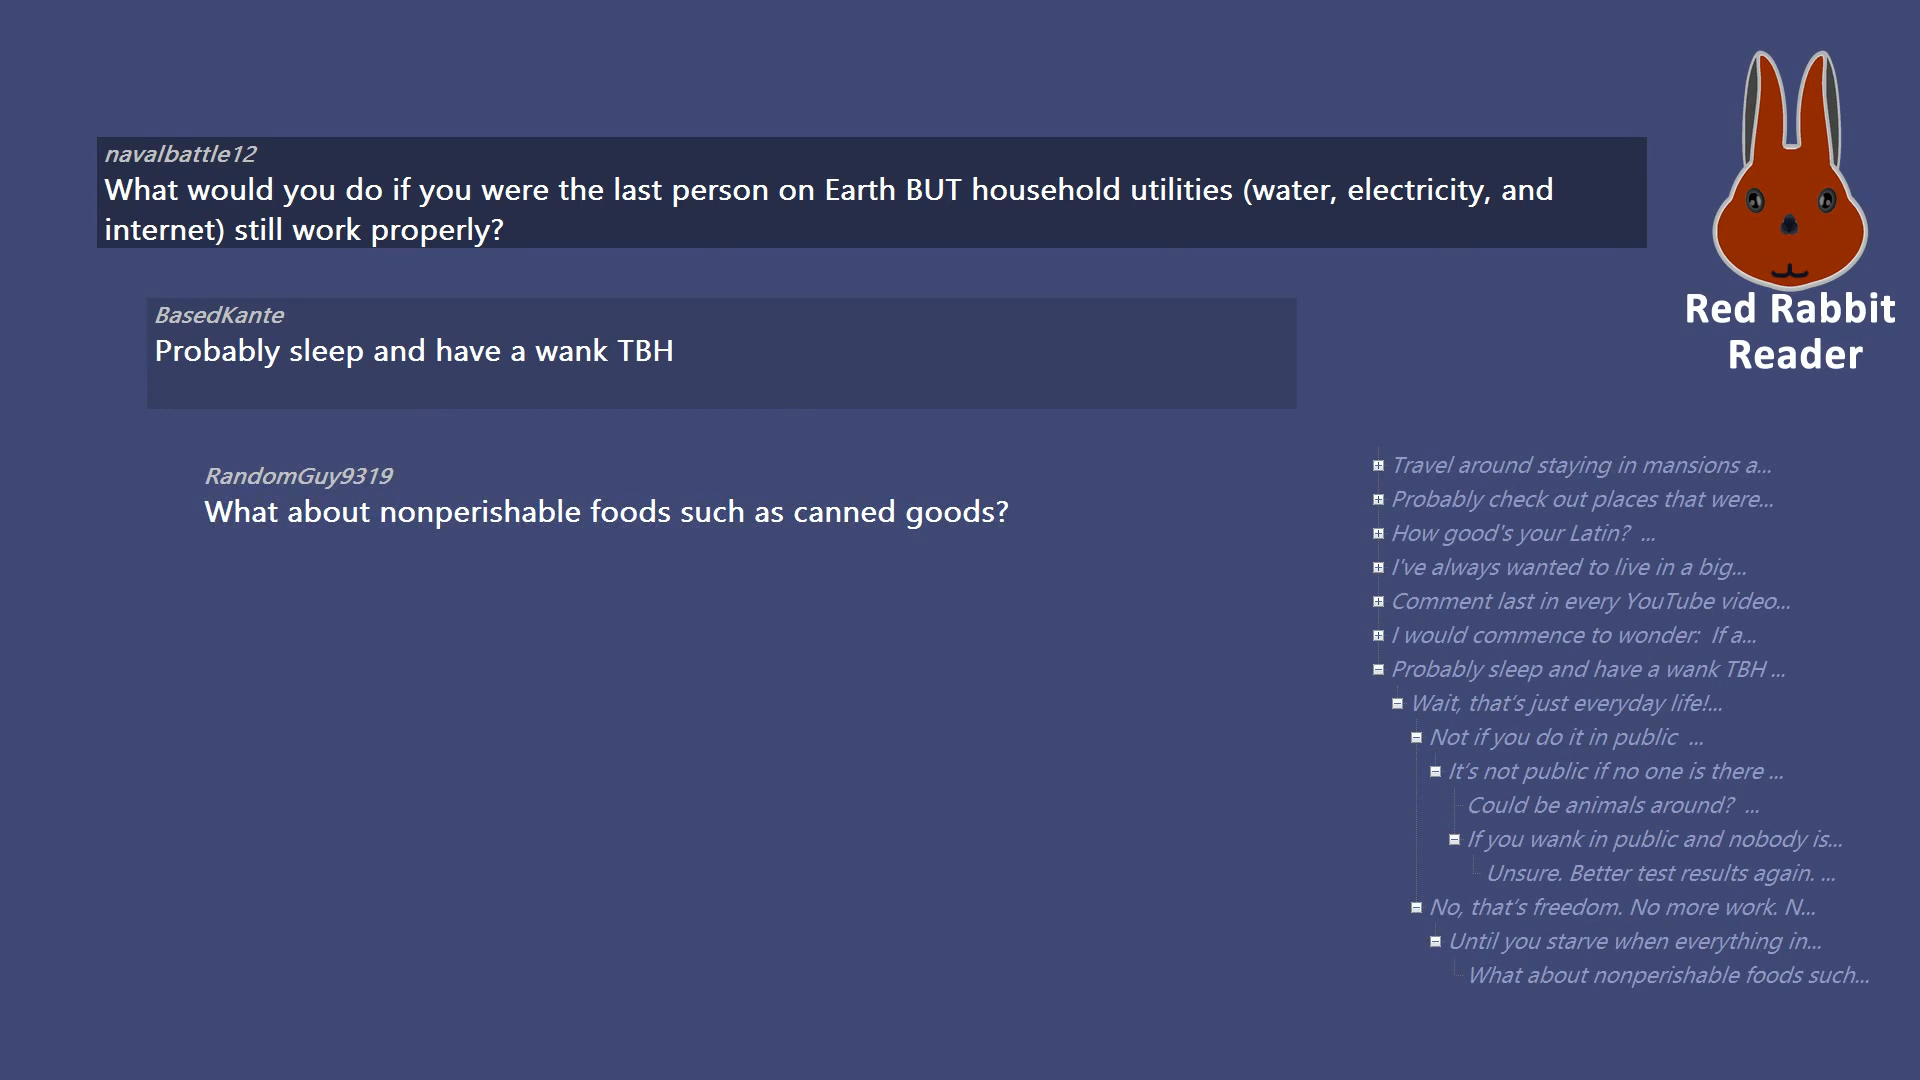 navalbattle12
What would you do if you were the last person on Earth BUT household utilities (water, electricity, and
internet) still work properly?
BasedKante
Probably sleep and have a wank TBH
RandomGuy9319
What about nonperishable foods such as canned goods?
Red Rabbit
Reader
Travel around staying in mansions a...
Probably check out places that were...
How good's your Latin?  ...
I've always wanted to live in a big...
Comment last in every YouTube video...
I would commence to wonder:  If a...
Probably sleep and have a wank TBH ...
Wait, that’s just everyday life!...
Not if you do it in public  ...
It’s not public if no one is there ...
Could be animals around?  ...
If you wank in public and nobody is...
Unsure. Better test results again. ...
No, that’s freedom. No more work. N...
Until you starve when everything in...
What about nonperishable foods such...